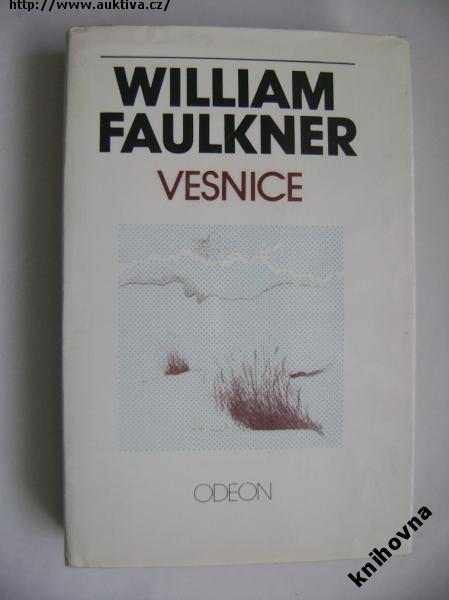 http://www.auktiva.cz/
WILLIAM
FAULKNER
VESNICE
ODEON
knihovna